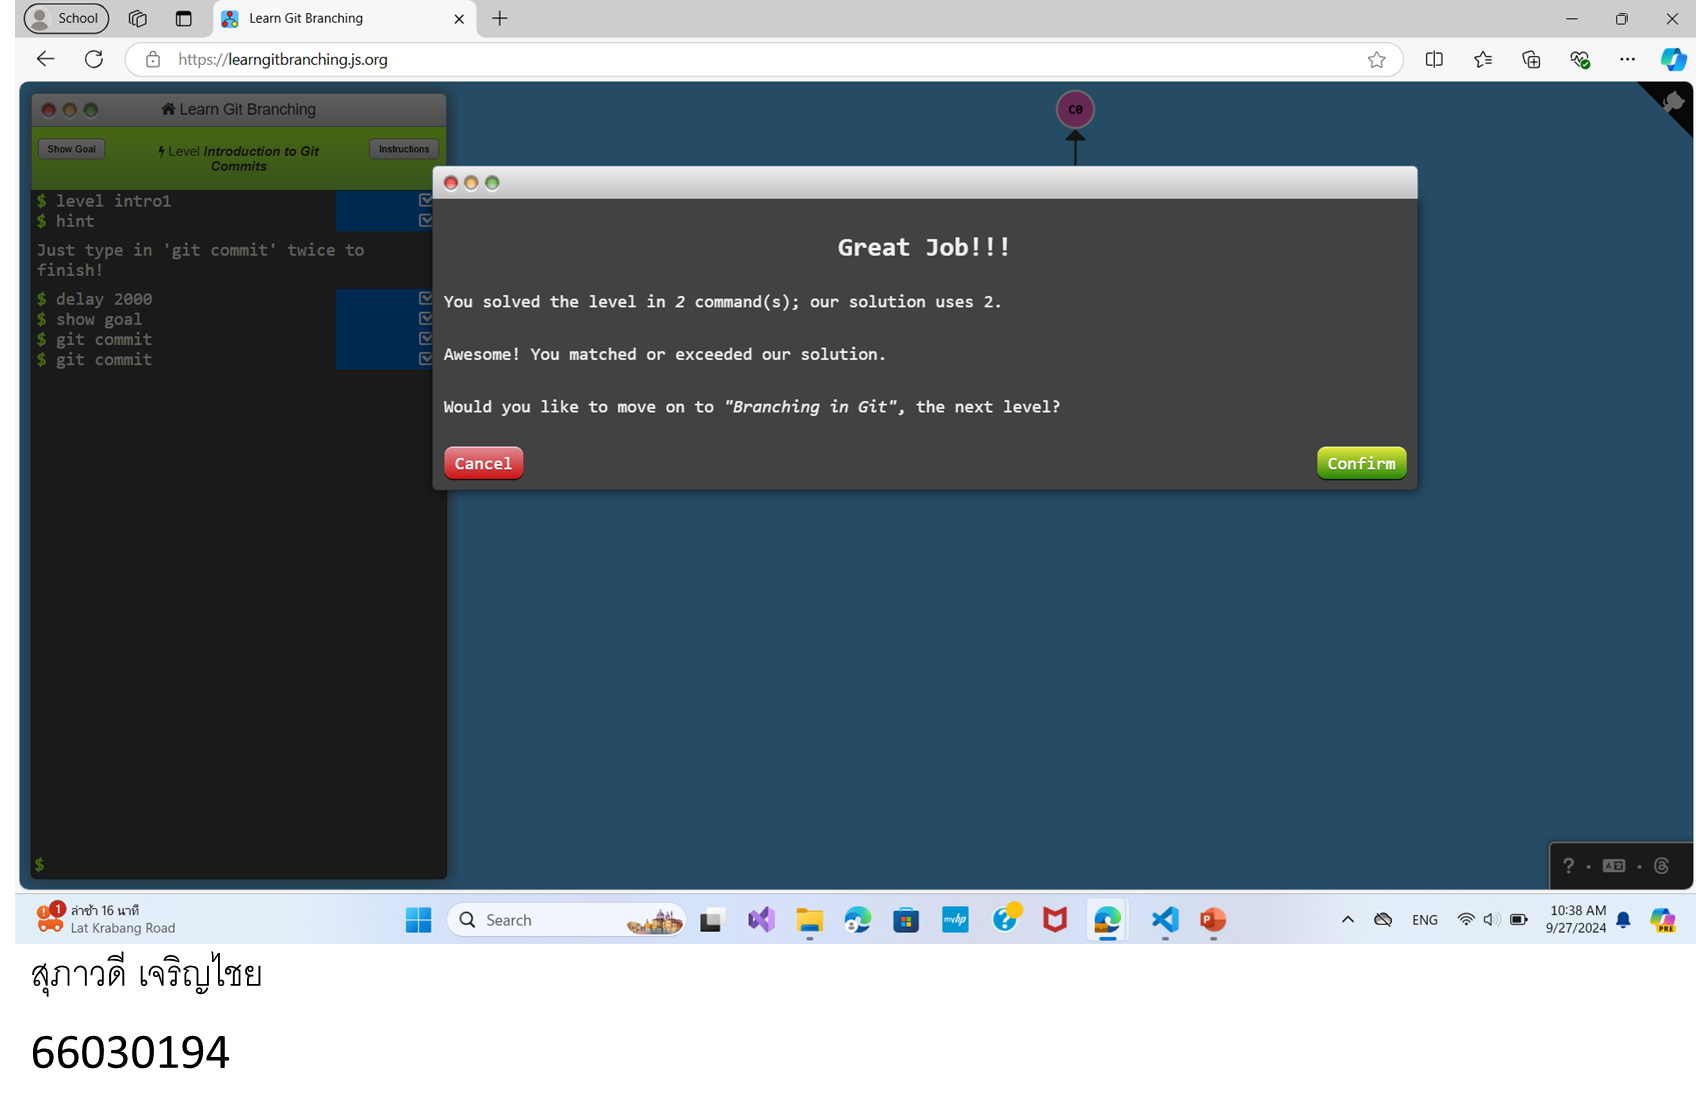 School
Learn Git Branching
https://learngitbranching.js.org
Learn Git Branching
Show Goal
Level Introduction to Git Commits
Instructions
$ level intro1
$ hint
Just type in 'git commit' twice to
finish!
$ delay 2000
$ show goal
$ git commit
$ git commit
$
C0
Great Job!!!
You solved the level in 2 command(s); our solution uses 2.
Awesome! You matched or exceeded our solution.
Would you like to move on to "Branching in Git", the next level?
Cancel
Confirm
?
1
ล่าช้า 16 นาที
Lat Krabang Road
Search
myhp
ENG
10:38 AM
9/27/2024
PRE
สุภาวดี เจริญไชย
66030194